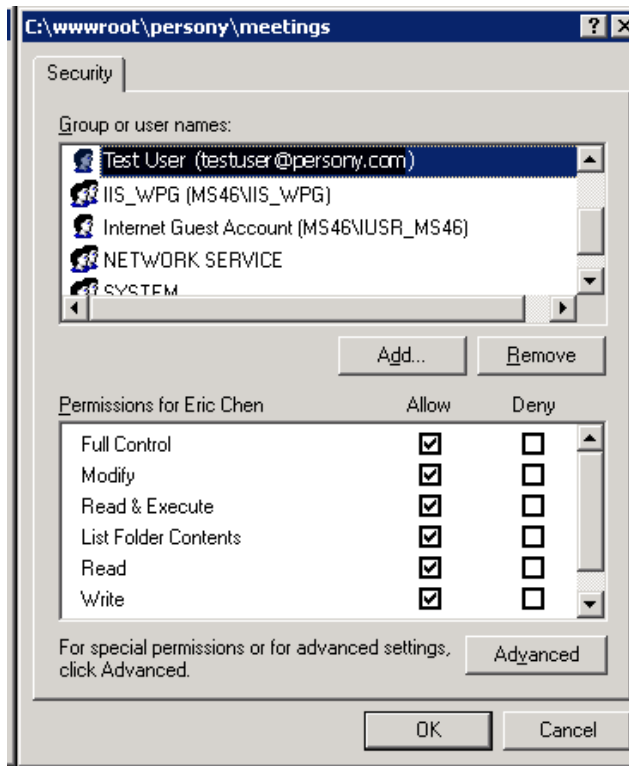 C:\wwwroot\persony\meetings
Security
Group or user names:
Test User (testuser@persony.com)
IIS_WPG (MS46\IIS_WPG)
Internet Guest Account (MS46\IUSR_MS46)
NETWORK SERVICE
SYSTEM
Add... Remove
Permissions for Eric Chen Allow Deny
Full Control
Modify
Read & Execute
List Folder Contents
Read
Write
For special permissions or for advanced settings,
click Advanced.
Advanced
OK Cancel